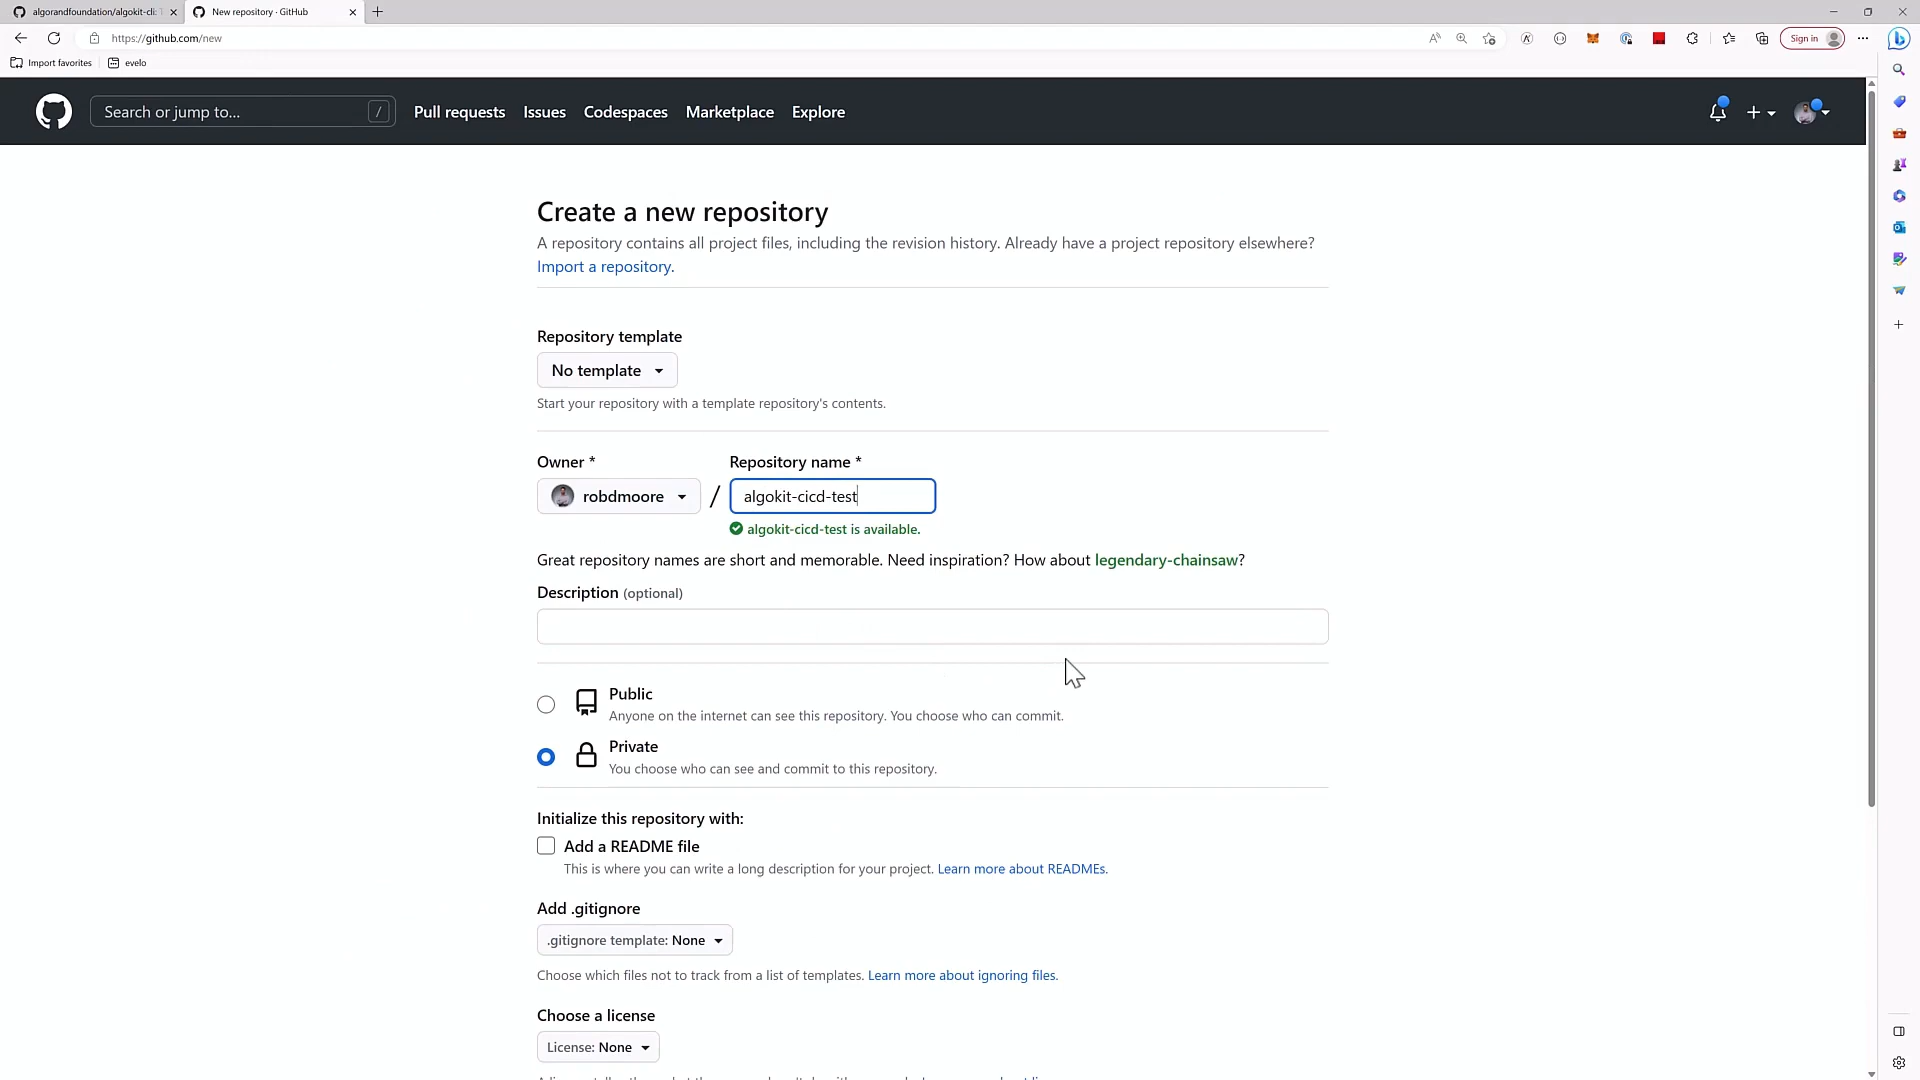 algorandfoundation/algokit-cli: T
New repository · GitHub
https://github.com/new
Sign in
Import favorites
evelo
Search or jump to...
/
Pull requests
Issues
Codespaces
Marketplace
Explore
Create a new repository
A repository contains all project files, including the revision history. Already have a project repository elsewhere?
Import a repository.
Repository template
No template
Start your repository with a template repository's contents.
Owner *
Repository name *
robdmoore
/
algokit-cicd-test
algokit-cicd-test is available.
Great repository names are short and memorable. Need inspiration? How about legendary-chainsaw?
Description (optional)
Public
Anyone on the internet can see this repository. You choose who can commit.
Private
You choose who can see and commit to this repository.
Initialize this repository with:
Add a README file
This is where you can write a long description for your project. Learn more about READMEs.
Add .gitignore
.gitignore template: None
Choose which files not to track from a list of templates. Learn more about ignoring files.
Choose a license
License: None